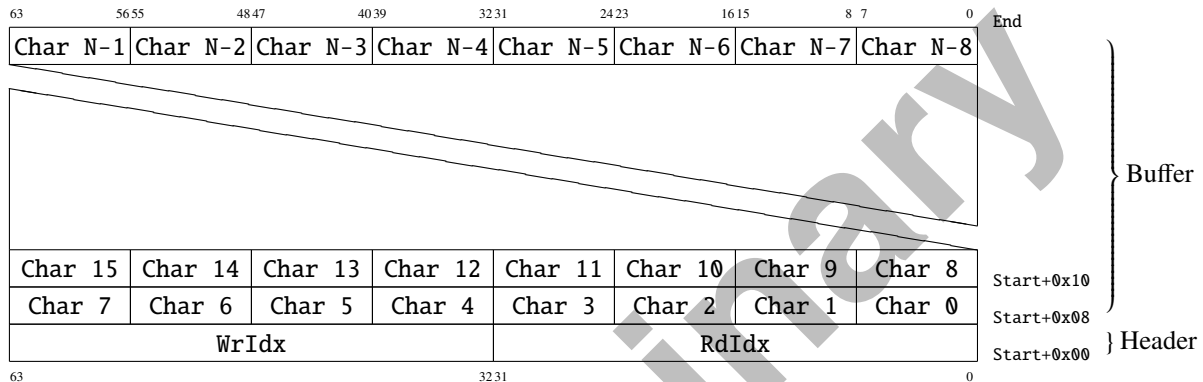 63 56 55 48 47 40 39 32 31 24 23 16 15 8 7 0
End
Char N-1 Char N-2 Char N-3 Char N-4 Char N-5 Char N-6 Char N-7 Char N-8
Buffer
Char 15 Char 14 Char 13 Char 12 Char 11 Char 10 Char 9 Char 8
Start+0x10
Char 7 Char 6 Char 5 Char 4 Char 3 Char 2 Char 1 Char 0
Start+0x08
WrIdx RdIdx
Start+0x00
Header
63 32 31 0
inary